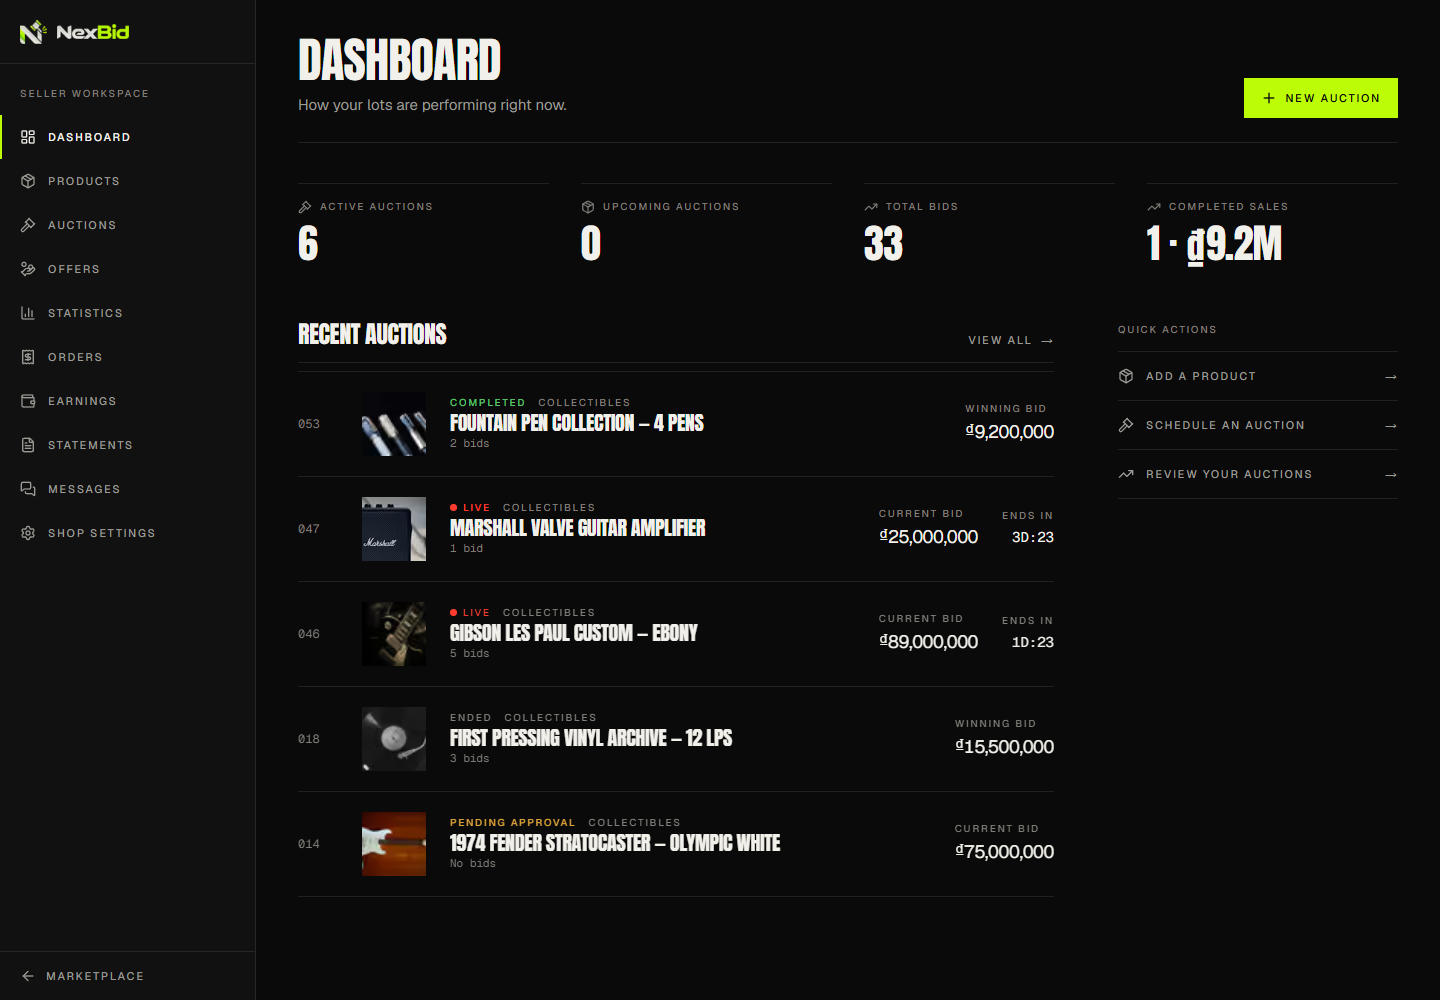 NexBid
SELLER WORKSPACE
DASHBOARD
PRODUCTS
AUCTIONS
OFFERS
STATISTICS
ORDERS
EARNINGS
STATEMENTS
MESSAGES
SHOP SETTINGS
MARKETPLACE
DASHBOARD
How your lots are performing right now.
+ NEW AUCTION
ACTIVE AUCTIONS
6
UPCOMING AUCTIONS
0
TOTAL BIDS
33
COMPLETED SALES
1 · ₫9.2M
RECENT AUCTIONS
VIEW ALL →
053
COMPLETED COLLECTIBLES
FOUNTAIN PEN COLLECTION — 4 PENS
2 bids
WINNING BID
₫9,200,000
047
Marshall
LIVE COLLECTIBLES
MARSHALL VALVE GUITAR AMPLIFIER
1 bid
CURRENT BID
₫25,000,000
ENDS IN
3D:23
046
LIVE COLLECTIBLES
GIBSON LES PAUL CUSTOM — EBONY
5 bids
CURRENT BID
₫89,000,000
ENDS IN
1D:23
018
ENDED COLLECTIBLES
FIRST PRESSING VINYL ARCHIVE — 12 LPS
3 bids
WINNING BID
₫15,500,000
014
PENDING APPROVAL COLLECTIBLES
1974 FENDER STRATOCASTER — OLYMPIC WHITE
No bids
CURRENT BID
₫75,000,000
QUICK ACTIONS
ADD A PRODUCT →
SCHEDULE AN AUCTION →
REVIEW YOUR AUCTIONS →